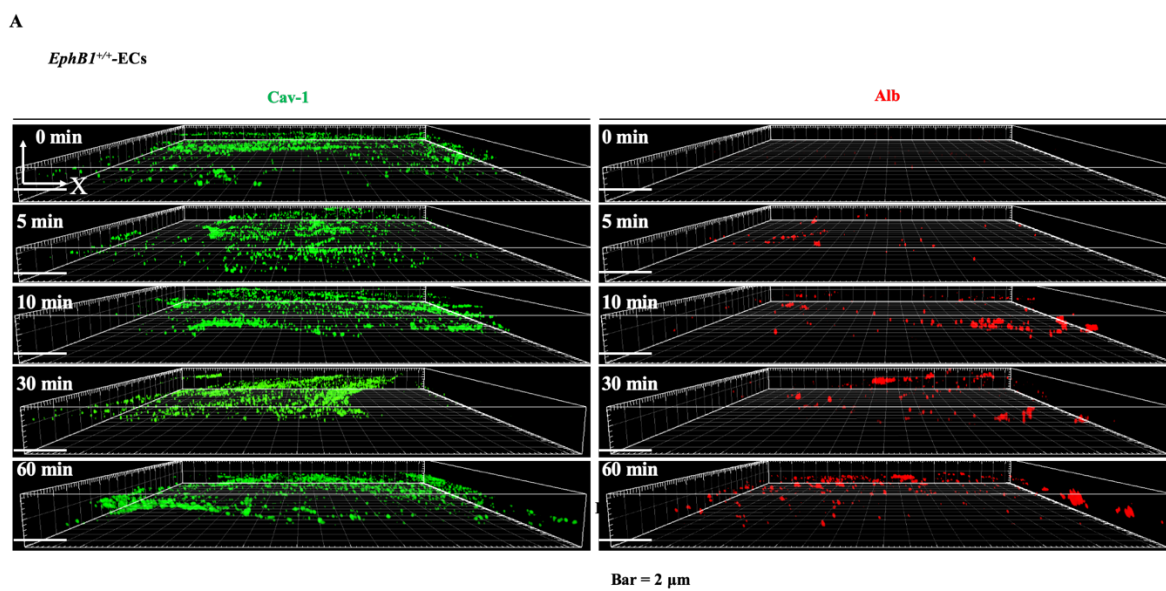 A
EphB1+/+-ECs
Cav-1 Alb
0 min 0 min
X
5 min 5 min
10 min 10 min
30 min 30 min
60 min 60 min
Bar = 2 μm